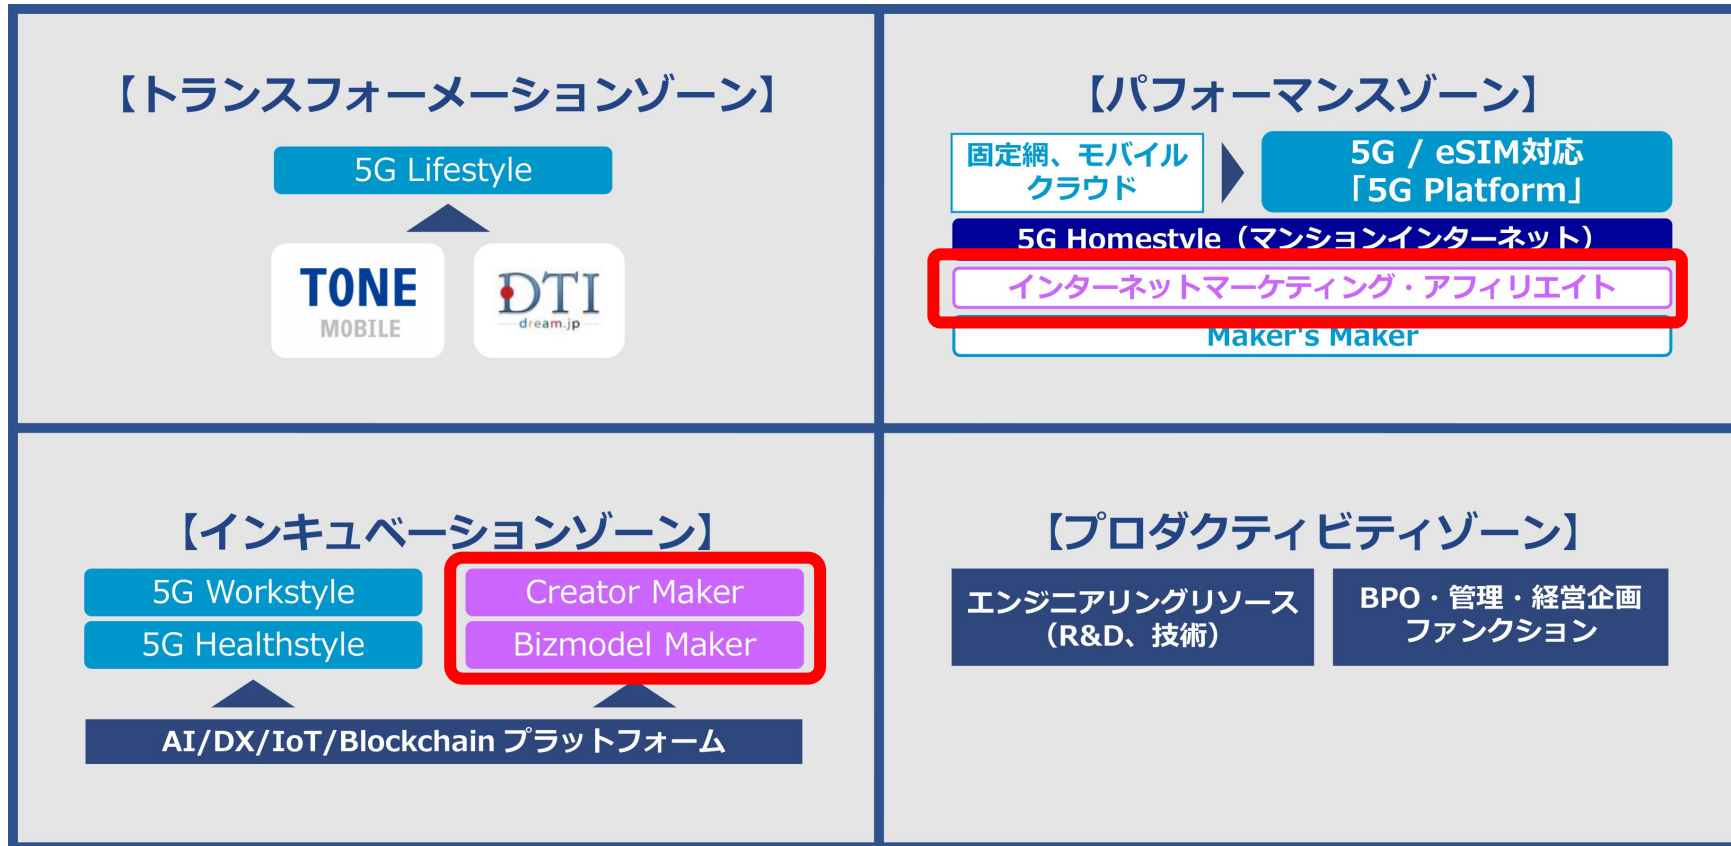 【トランスフォーメーションゾーン】
5G Lifestyle
TONE
MOBILE
DTI
dream.jp
【パフォーマンスゾーン】
固定網、モバイル
クラウド
5G / eSIM対応
「5G Platform」
5G Homestyle（マンションインターネット）
インターネットマーケティング・アフィリエイト
Maker's Maker
【インキュベーションゾーン】
5G Workstyle
5G Healthstyle
Creator Maker
Bizmodel Maker
AI/DX/IoT/Blockchain プラットフォーム
【プロダクティビティゾーン】
エンジニアリングリソース
（R&D、技術）
BPO・管理・経営企画
ファンクション